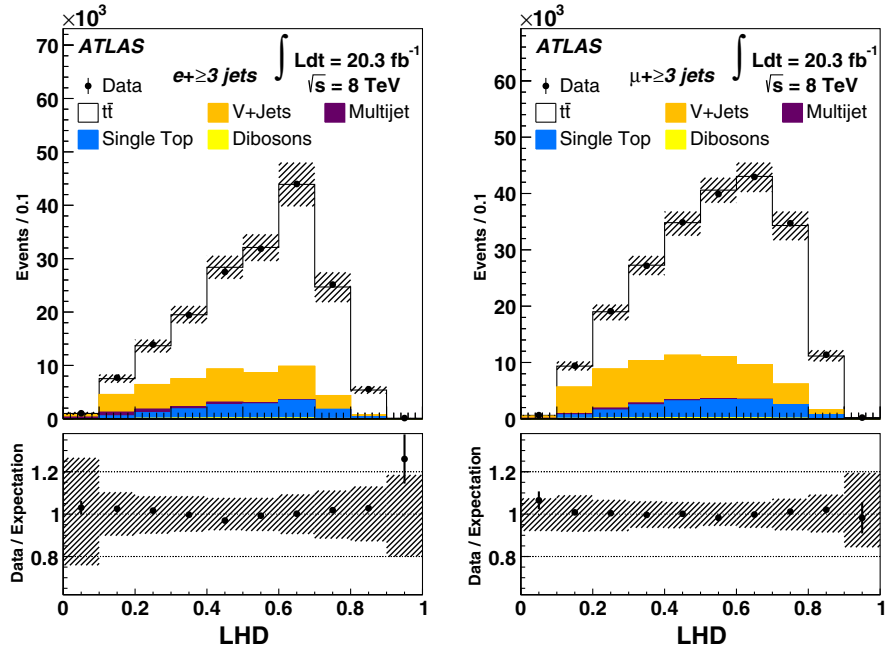 ×10³
ATLAS
e+≥3 jets
∫ Ldt = 20.3 fb⁻¹
√s = 8 TeV
Data
tt̄
V+Jets
Multijet
Single Top
Dibosons
Events / 0.1
70
60
50
40
30
20
10
0
Data / Expectation
1.2
1
0.8
0 0.2 0.4 0.6 0.8 1
LHD
×10³
ATLAS
μ+≥3 jets
∫ Ldt = 20.3 fb⁻¹
√s = 8 TeV
Data
tt̄
V+Jets
Multijet
Single Top
Dibosons
Events / 0.1
60
50
40
30
20
10
0
Data / Expectation
1.2
1
0.8
0 0.2 0.4 0.6 0.8 1
LHD